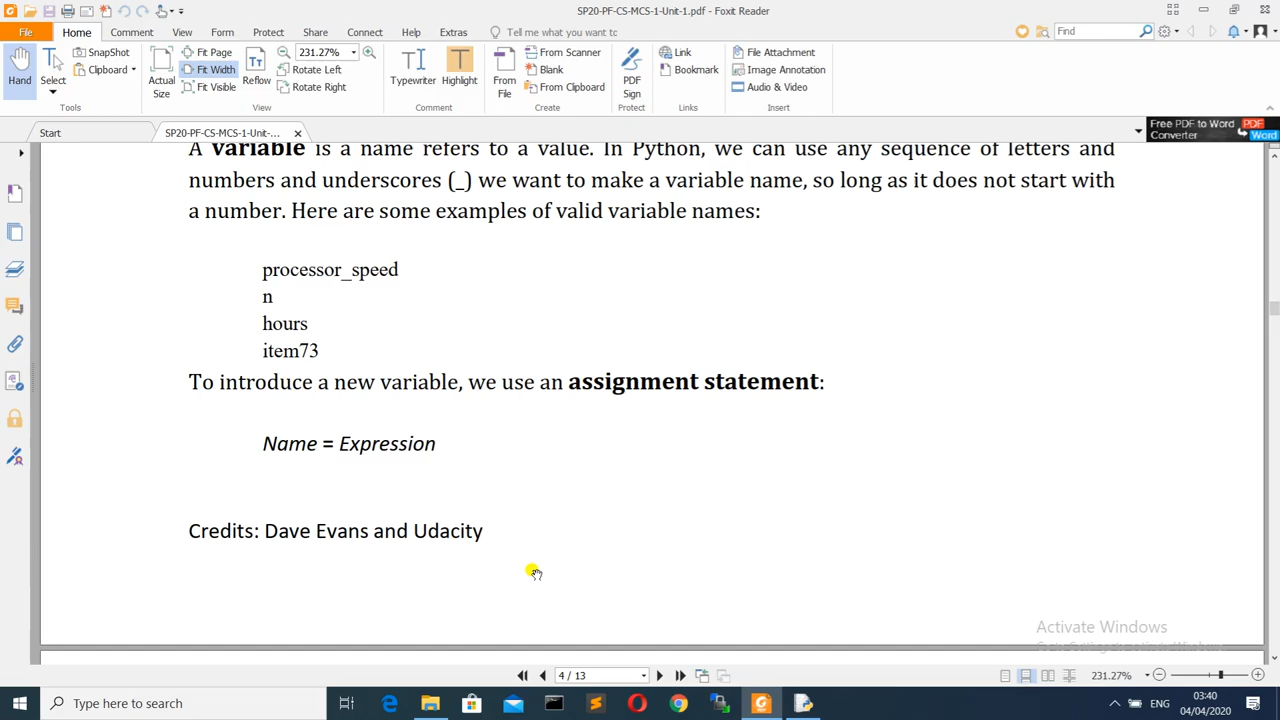 SP20-PF-CS-MCS-1-Unit-1.pdf - Foxit Reader
File Home Comment View Form Protect Share Connect Help Extras Tell me what you want to Find
Hand
Select
SnapShot
Clipboard
Tools
Actual Size
Fit Page
Fit Width
Fit Visible
Reflow
231.27%
Rotate Left
Rotate Right
View
Typewriter
Highlight
Comment
From File
From Scanner
Blank
From Clipboard
Create
PDF Sign
Protect
Link
Bookmark
Links
File Attachment
Image Annotation
Audio & Video
Insert
Start
SP20-PF-CS-MCS-1-Unit-...
Free PDF to Word PDF
Converter Word
A variable is a name refers to a value. In Python, we can use any sequence of letters and
numbers and underscores (_) we want to make a variable name, so long as it does not start with
a number. Here are some examples of valid variable names:
processor_speed
n
hours
item73
To introduce a new variable, we use an assignment statement:
Name = Expression
Credits: Dave Evans and Udacity
Activate Windows
4 / 13
231.27%
Type here to search
ENG
03:40
04/04/2020